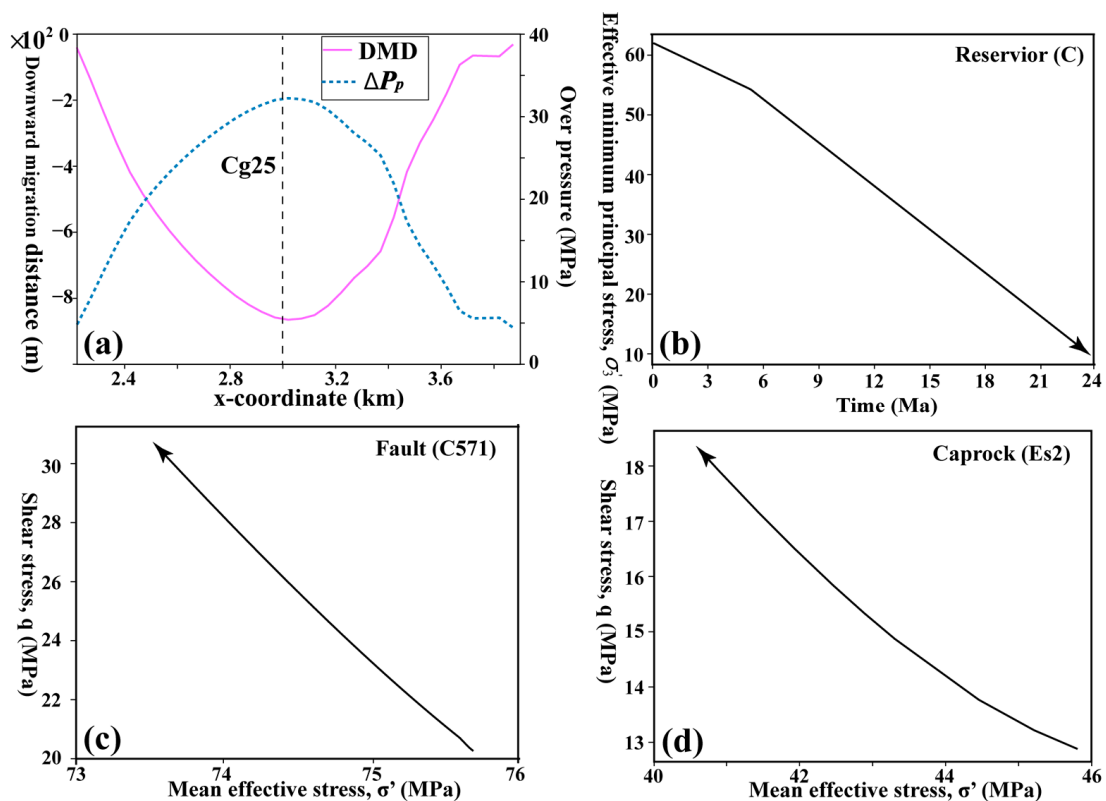 ×10² 0
−2
−4
−6
−8
Downward migration distance (m)
DMD
ΔPp
Cg25
40
30
20
10
0
Over pressure (MPa)
(a)
2.4 2.8 3.2 3.6
x-coordinate (km)
Effective minimum principal stress, σ'3 (MPa)
60
50
40
30
20
10
Reservior (C)
(b)
0 3 6 9 12 15 18 21 24
Time (Ma)
Shear stress, q (MPa)
30
28
26
24
22
20
Fault (C571)
(c)
73 74 75 76
Mean effective stress, σ’ (MPa)
Shear stress, q (MPa)
18
17
16
15
14
13
Caprock (Es2)
(d)
40 42 44 46
Mean effective stress, σ’ (MPa)